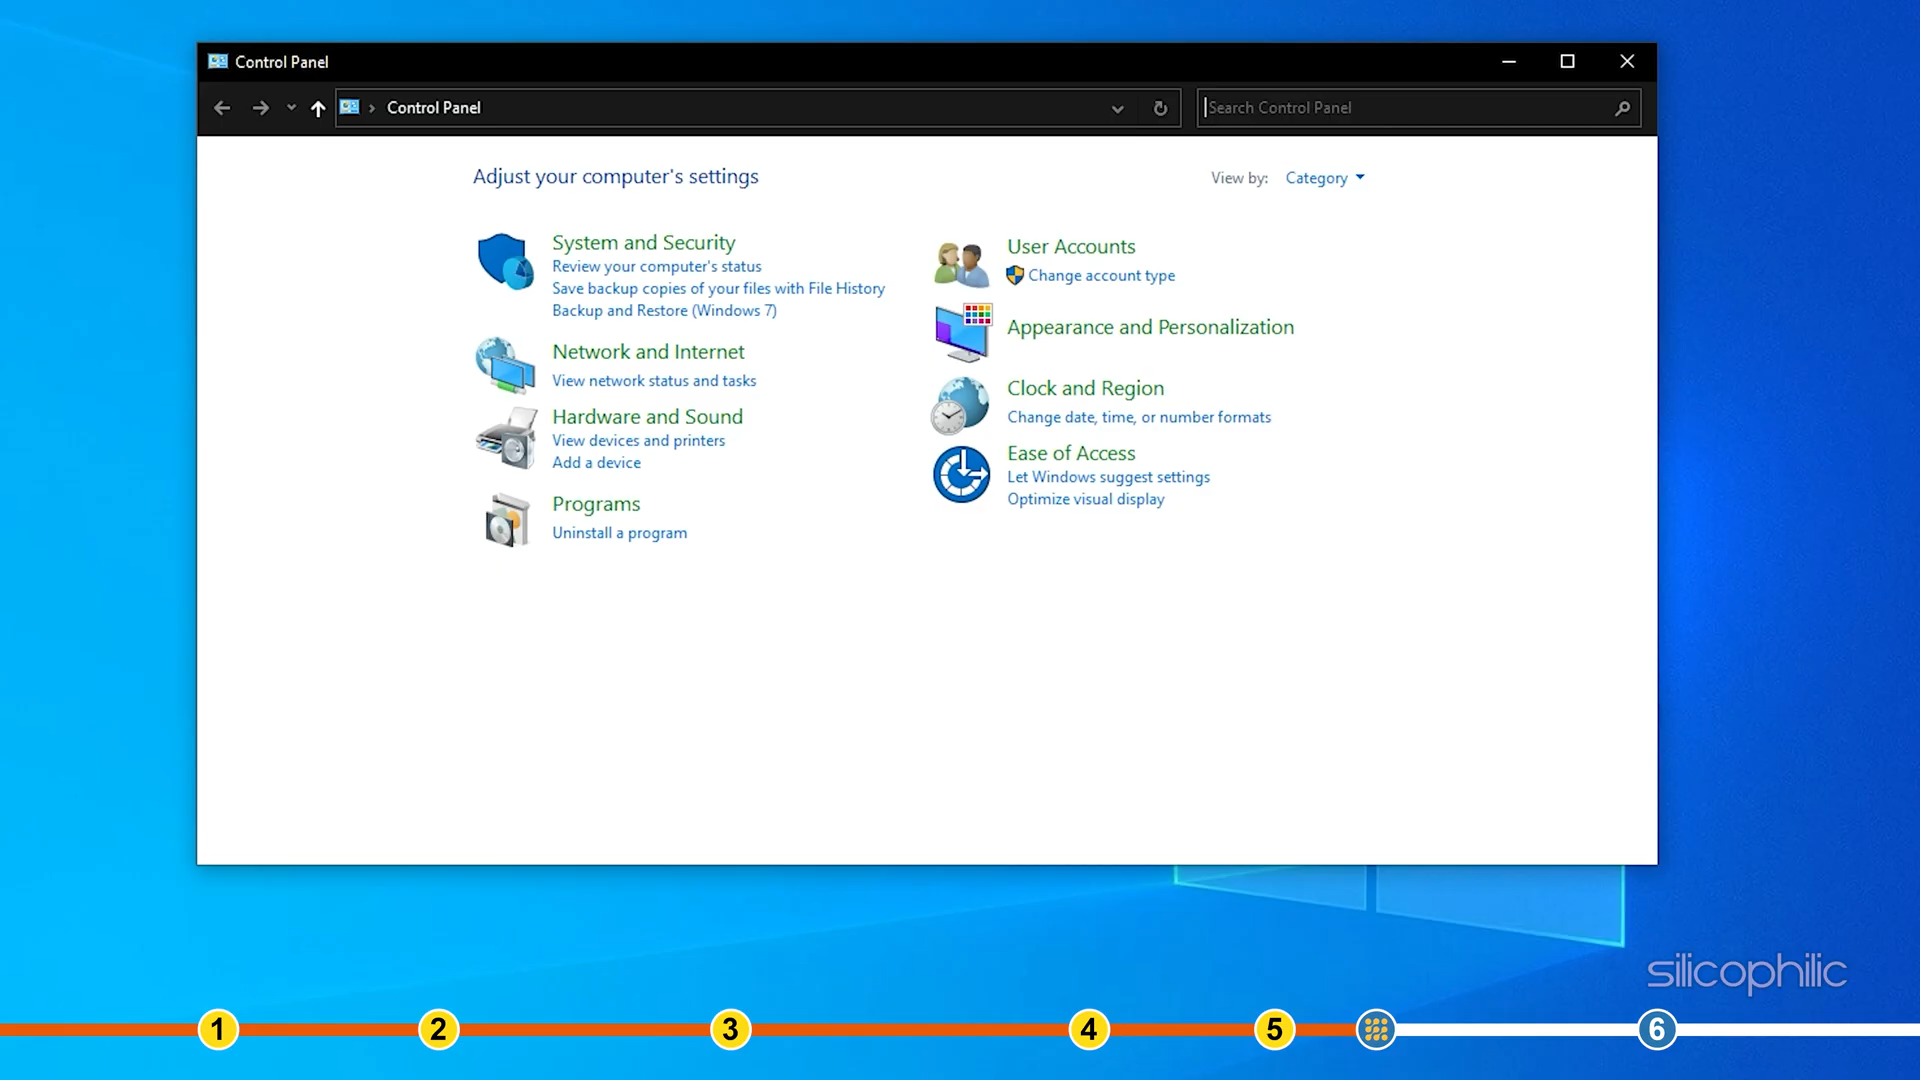 Control Panel
Control Panel
Search Control Panel
Adjust your computer's settings
View by: Category
System and Security
Review your computer's status
Save backup copies of your files with File History
Backup and Restore (Windows 7)
Network and Internet
View network status and tasks
Hardware and Sound
View devices and printers
Add a device
Programs
Uninstall a program
User Accounts
Change account type
Appearance and Personalization
Clock and Region
Change date, time, or number formats
Ease of Access
Let Windows suggest settings
Optimize visual display
silicophilic
1 2 3 4 5 6